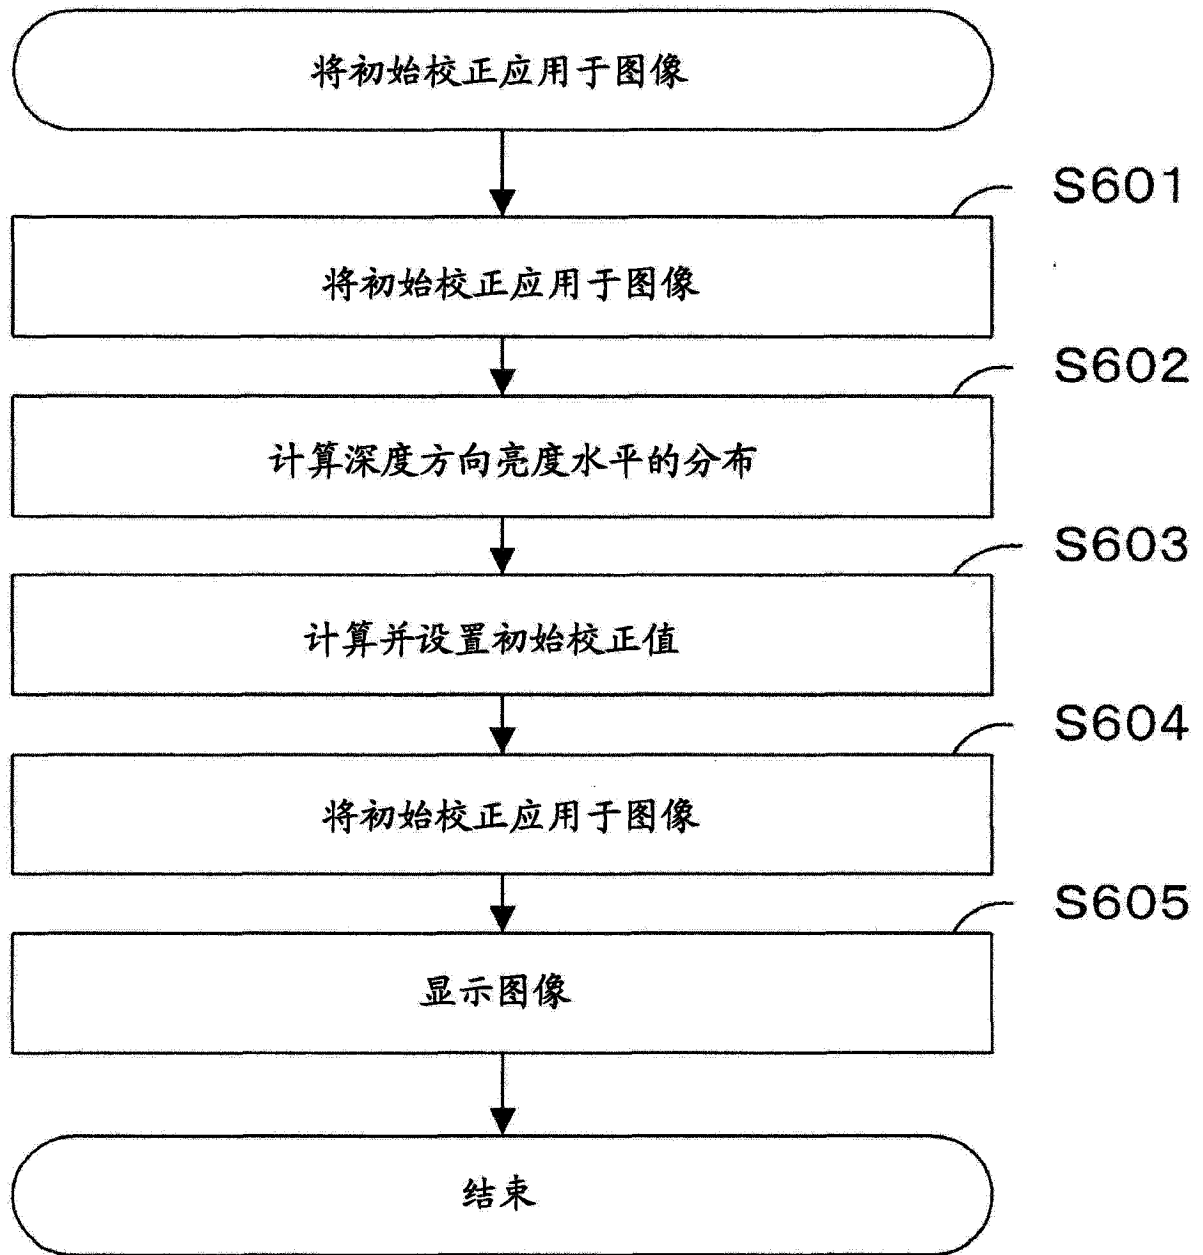 将初始校正应用于图像
S601
将初始校正应用于图像
S602
计算深度方向亮度水平的分布
S603
计算并设置初始校正值
S604
将初始校正应用于图像
S605
显示图像
结束